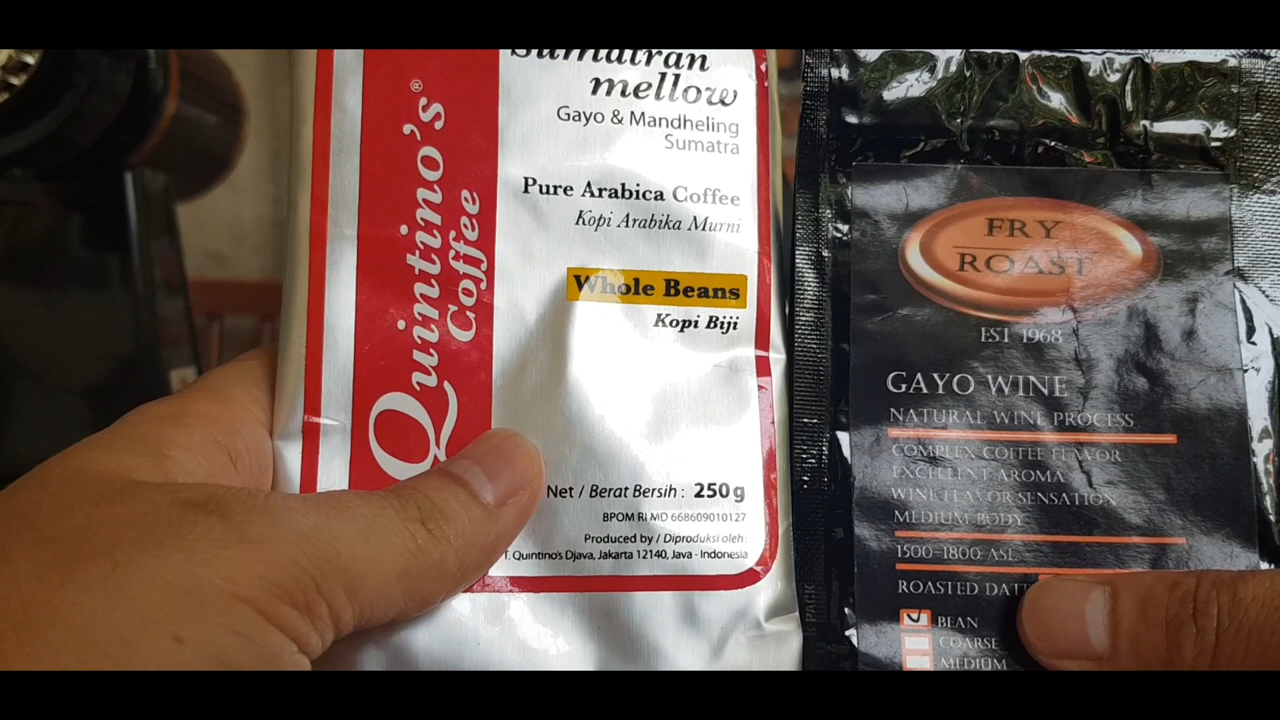 Quintino's®
Coffee
Sumatran
mellow
Gayo & Mandheling
Sumatra
Pure Arabica Coffee
Kopi Arabika Murni
Whole Beans
Kopi Biji
Net / Berat Bersih : 250 g
BPOM RI MD 668609010127
Produced by / Diproduksi oleh:
T. Quintino's Djava, Jakarta 12140, Java - Indonesia
FRY
ROAST
EST 1968
GAYO WINE
NATURAL WINE PROCESS
COMPLEX COFFEE FLAVOR
EXCELLENT AROMA
WINE FLAVOR SENSATION
MEDIUM BODY
1500-1800 ASL
ROASTED DATE
BEAN
COARSE
MEDIUM
PACK